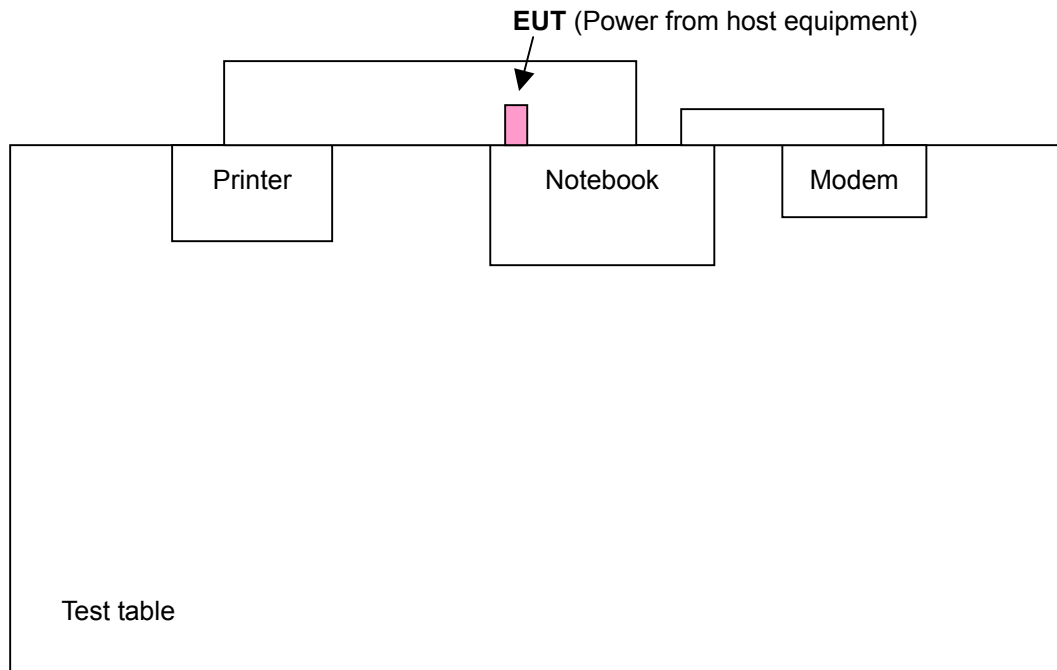 EUT (Power from host equipment)
Printer
Notebook
Modem
Test table